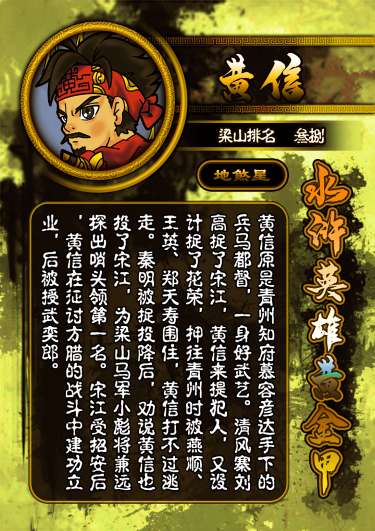 黄信
梁山排名 叁捌
地煞星
水浒英雄黄金甲
黄信原是青州知府慕容彦达手下的
兵马都督，一身好武艺。清风寨刘
高捉了宋江，黄信来提犯人，又设
计捉了花荣，押往青州时被燕顺、
王英、郑天寿围住，黄信打不过逃
走。秦明被捉投降后，劝说黄信也
投了宋江，为梁山马军小彪将兼远
探出哨头领第一名。宋江受招安后
，黄信在征讨方腊的战斗中建功立
业，后被授武奕郎。